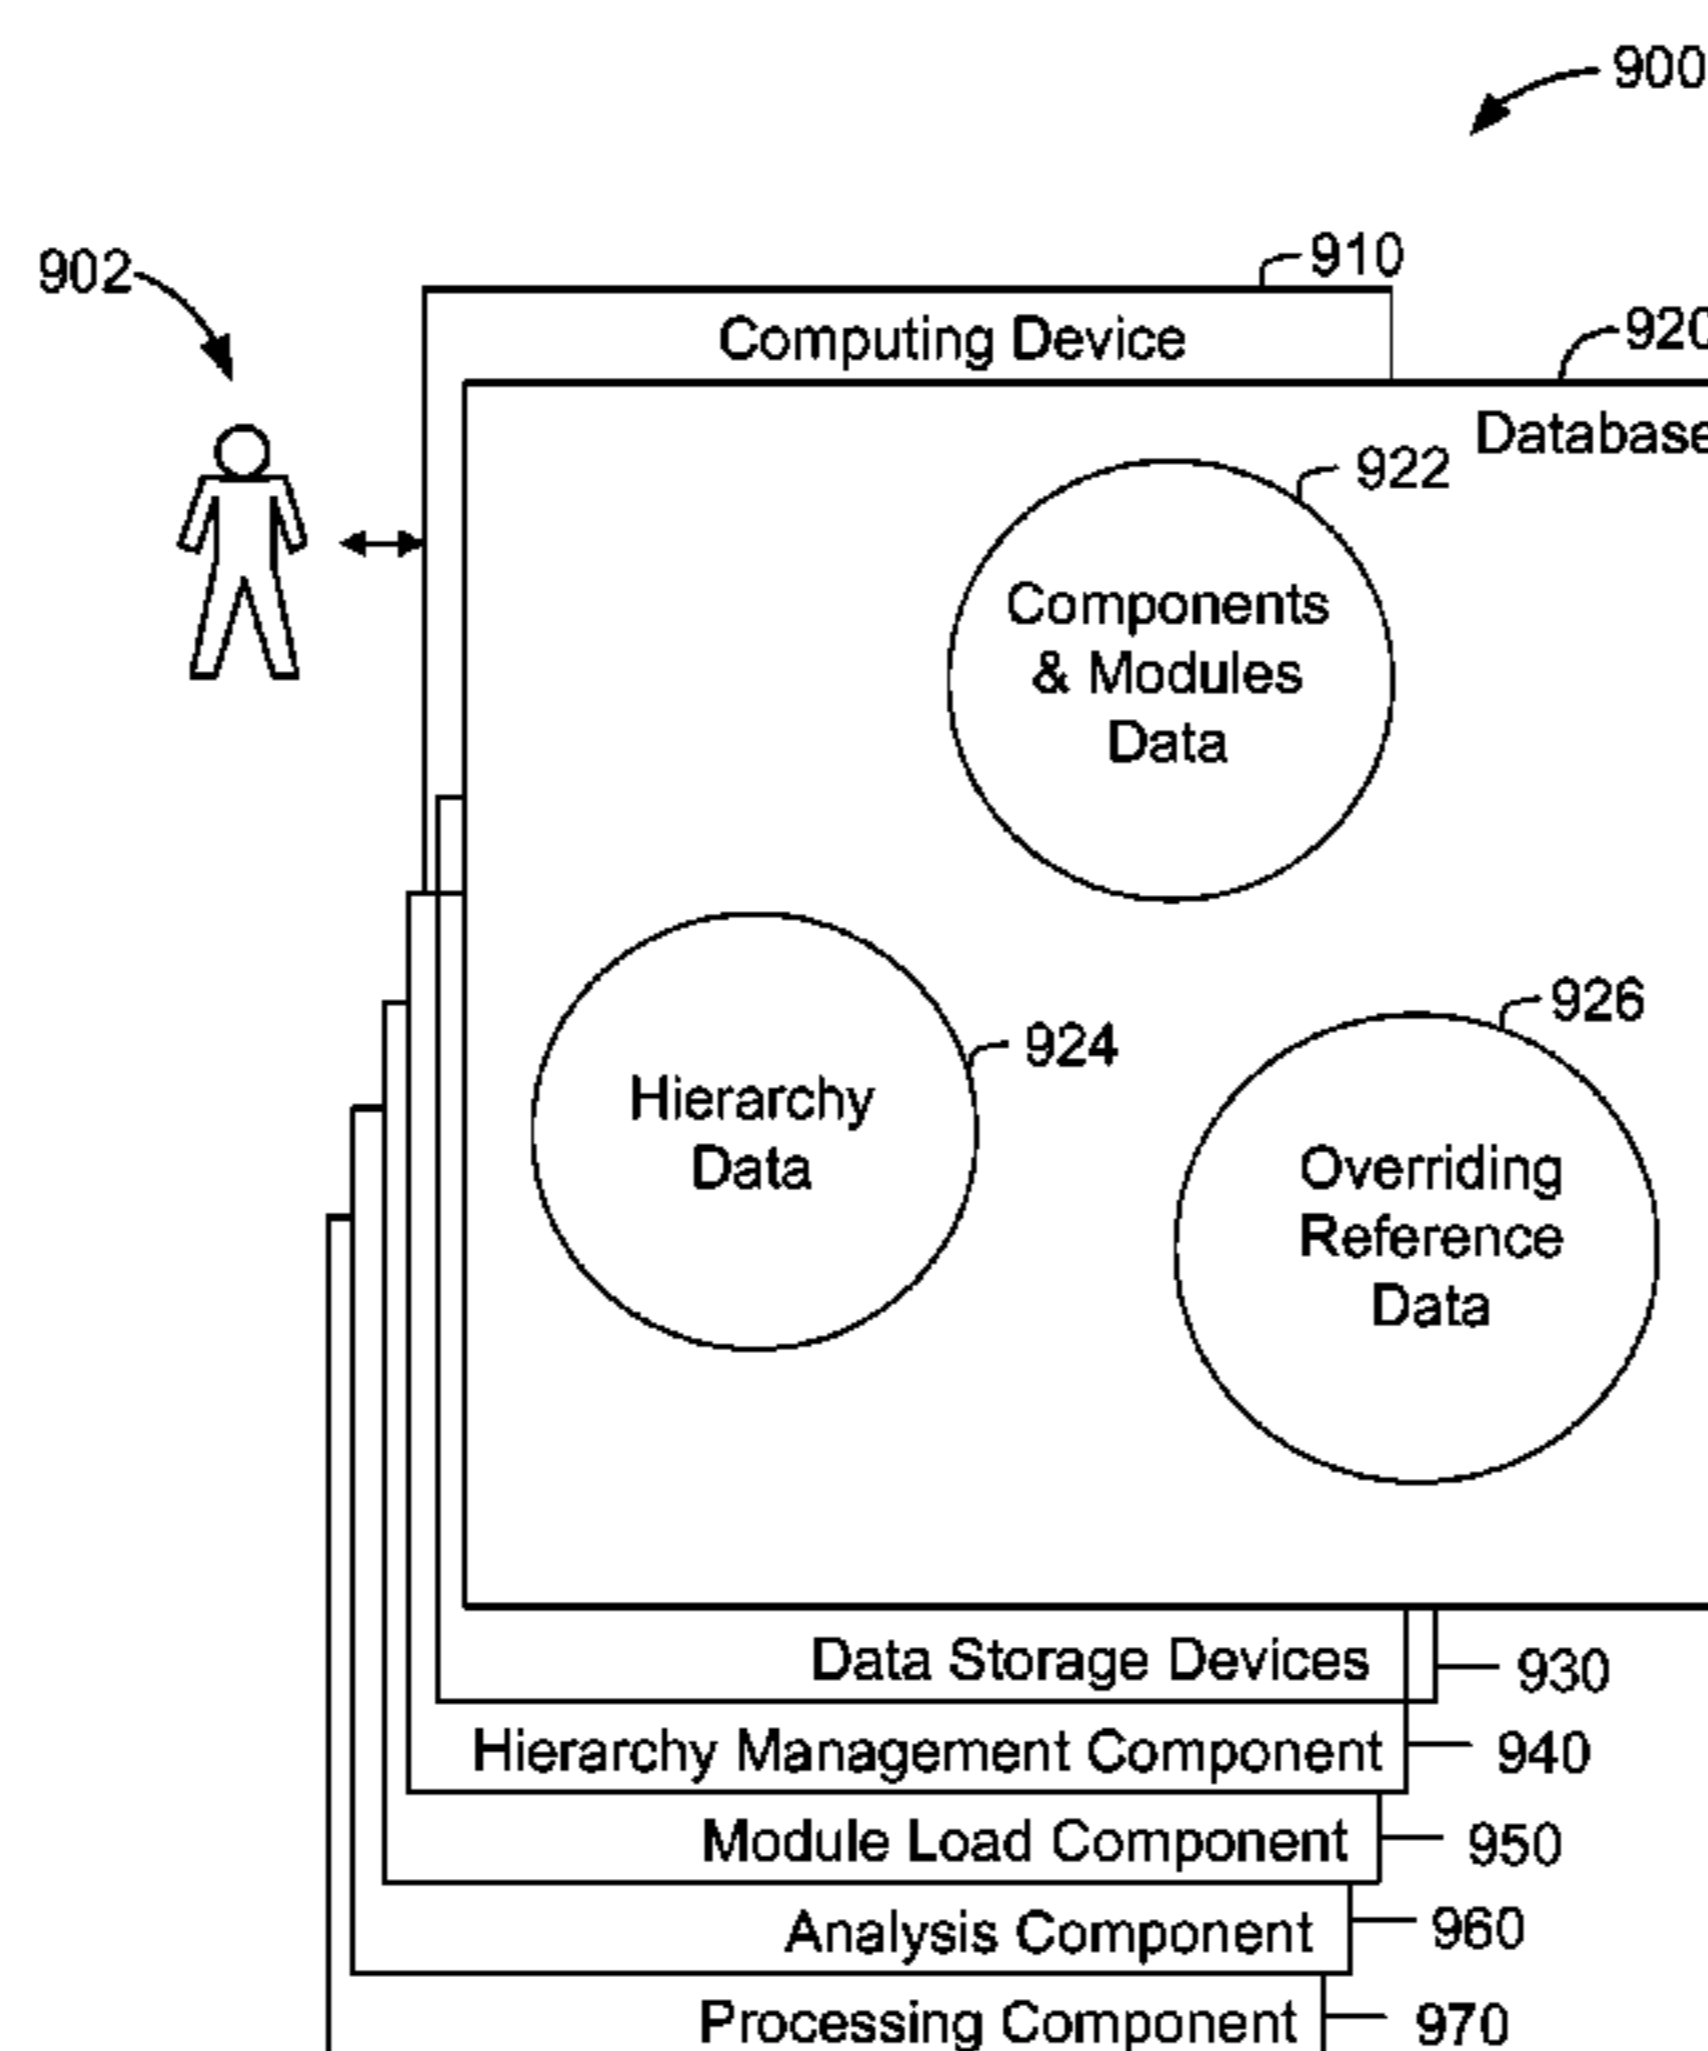 900
902
910
Computing Device
920
Database
922
Components
& Modules
Data
924
Hierarchy
Data
926
Overriding
Reference
Data
Data Storage Devices
930
Hierarchy Management Component
940
Module Load Component
950
Analysis Component
960
Processing Component
970